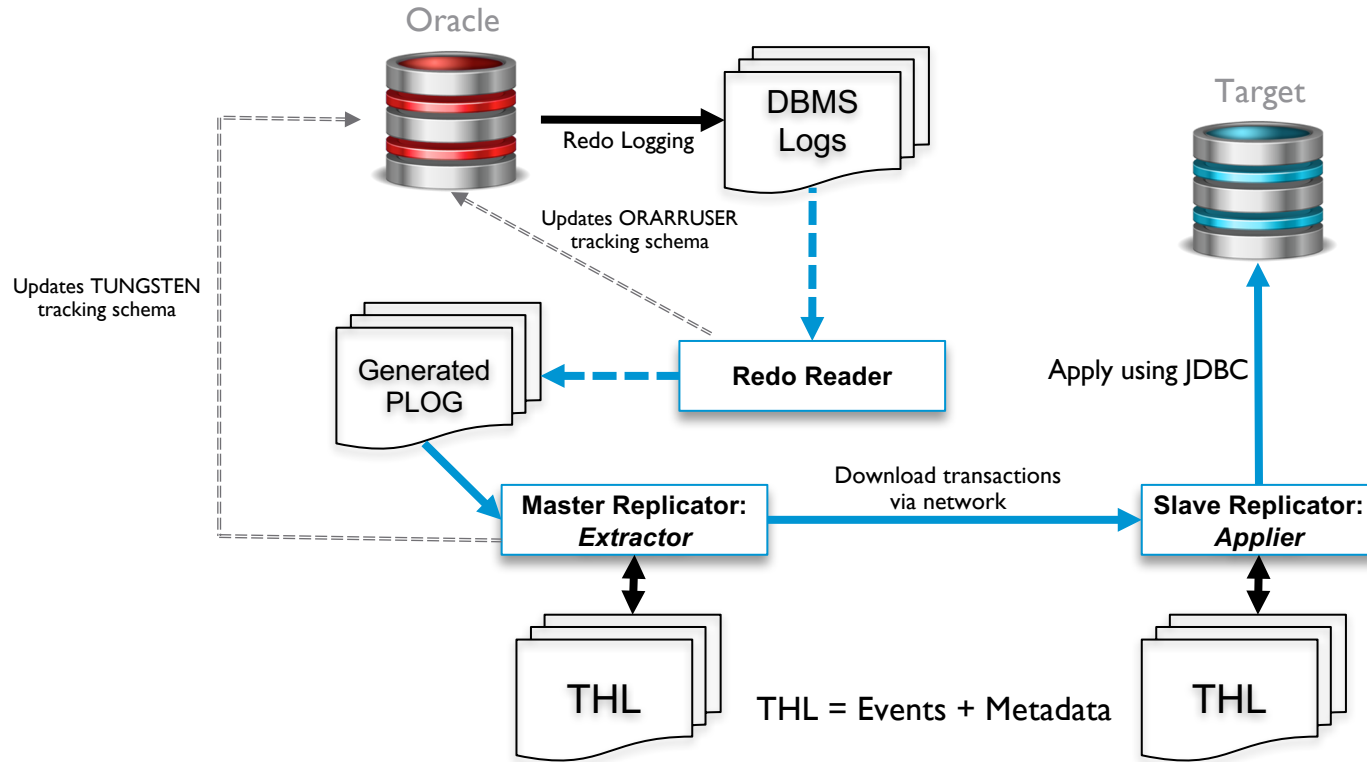 Oracle
DBMS
Logs
Redo Logging
Target
Updates ORARRUSER
tracking schema
Updates TUNGSTEN
tracking schema
Generated
PLOG
Redo Reader
Apply using JDBC
Master Replicator:
Extractor
Download transactions
via network
Slave Replicator:
Applier
THL
THL = Events + Metadata
THL